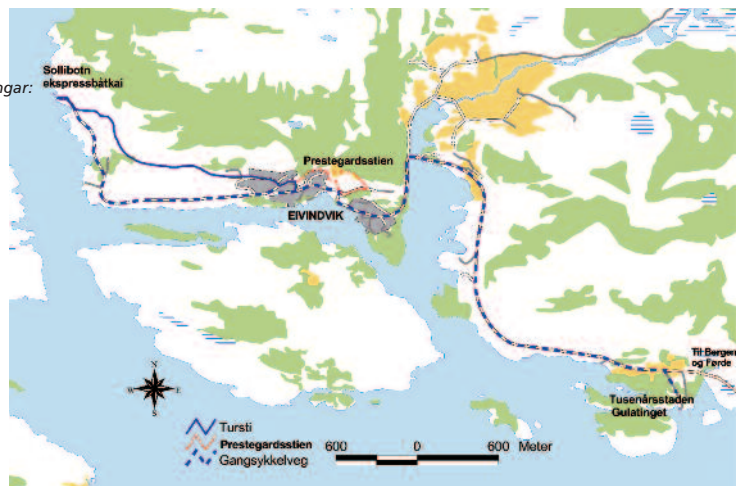 Sollibotn
ekspressbåtkai
ngar:
Prestegardsstien
EIVINDVIK
Til Bergen
og Førde
Tusenårsstaden
Gulatinget
N
S
Tursti
Prestegardsstien
Gangsykkelveg
600 0 600 Meter